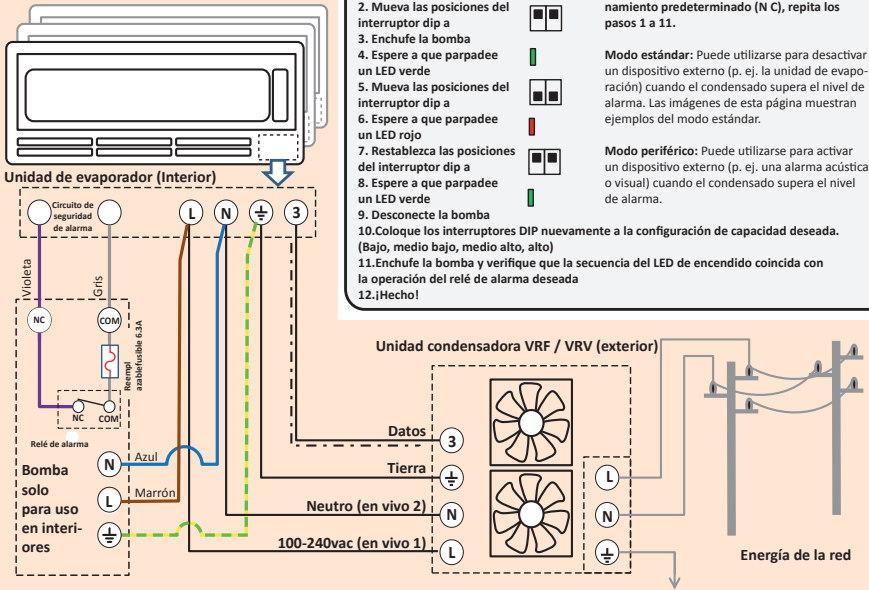 2. Mueva las posiciones del
interruptor dip a
3. Enchufe la bomba
4. Espere a que parpadee
un LED verde
5. Mueva las posiciones del
interruptor dip a
6. Espere a que parpadee
un LED rojo
7. Restablezca las posiciones
del interruptor dip a
8. Espere a que parpadee
un LED verde
9. Desconecte la bomba
10.Coloque los interruptores DIP nuevamente a la configuración de capacidad deseada.
(Bajo, medio bajo, medio alto, alto)
11.Enchufe la bomba y verifique que la secuencia del LED de encendido coincida con
la operación del relé de alarma deseada
12.¡Hecho!
namiento predeterminado (N C), repita los
pasos 1 a 11.
Modo estándar: Puede utilizarse para desactivar
un dispositivo externo (p. ej. la unidad de evapo-
ración) cuando el condensado supera el nivel de
alarma. Las imágenes de esta página muestran
ejemplos del modo estándar.
Modo periférico: Puede utilizarse para activar
un dispositivo externo (p. ej. una alarma acústica
o visual) cuando el condensado supera el nivel
de alarma.
Unidad de evaporador (Interior)
Circuito de
seguridad
de alarma
L
N
3
Violeta
Gris
NC
COM
Reempl
azablefusible 6.3A
NC
COM
Relé de alarma
Bomba
solo
para uso
en interi-
ores
N
Azul
L
Marrón
Unidad condensadora VRF / VRV (exterior)
Datos
3
Tierra
Neutro (en vivo 2)
N
100-240vac (en vivo 1)
L
L
N
Energía de la red